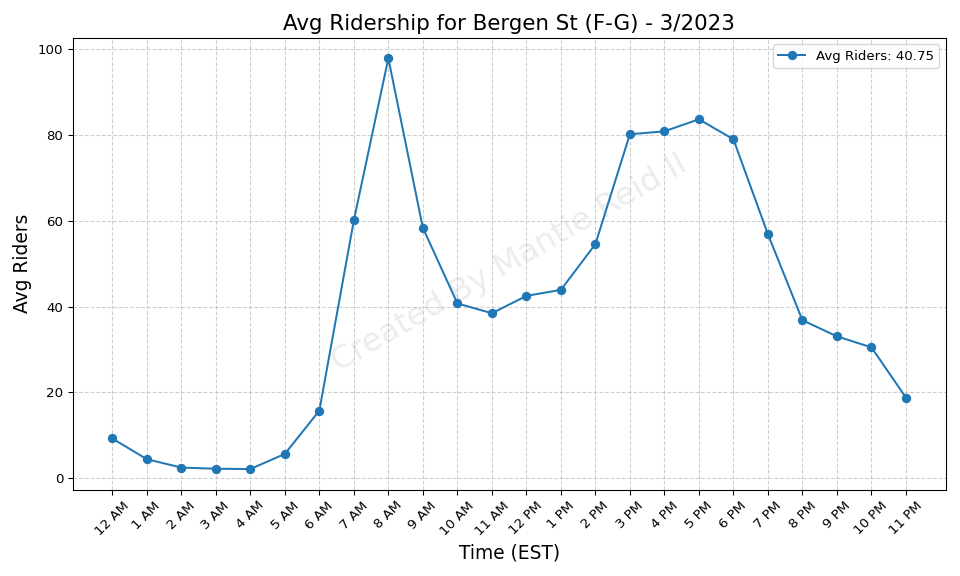 Avg Ridership for Bergen St (F-G) - 3/2023
Avg Riders: 40.75
Avg Riders
100
80
60
40
20
0
Created By Mantle Reid II
12 AM
1 AM
2 AM
3 AM
4 AM
5 AM
6 AM
7 AM
8 AM
9 AM
10 AM
11 AM
12 PM
1 PM
2 PM
3 PM
4 PM
5 PM
6 PM
7 PM
8 PM
9 PM
10 PM
11 PM
Time (EST)